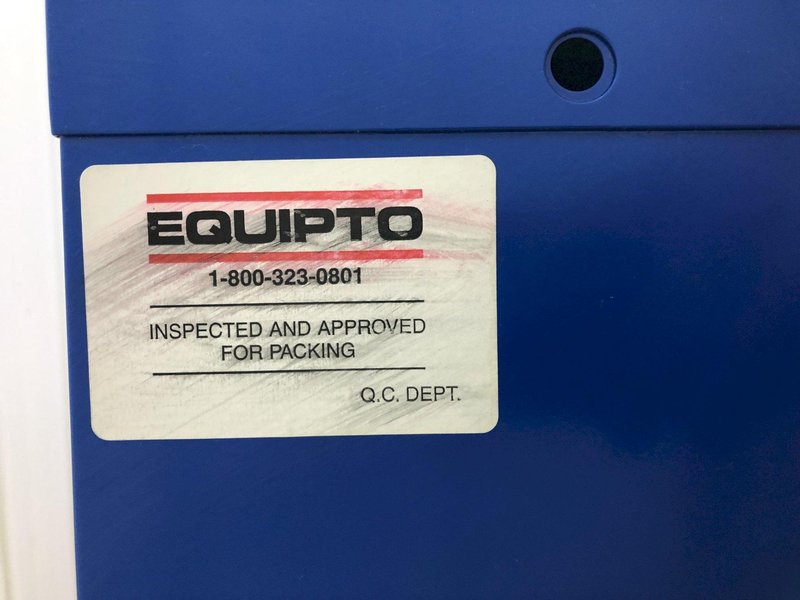 EQUIPTO
1-800-323-0801
INSPECTED AND APPROVED
FOR PACKING
Q.C. DEPT.